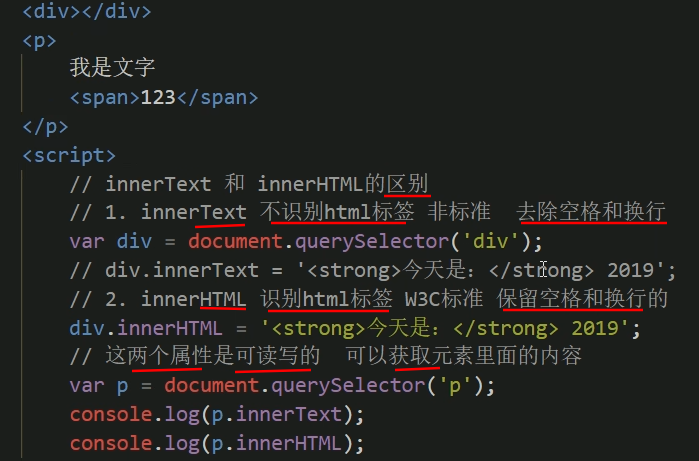 <div></div>
<p>
我是文字
<span>123</span>
</p>
<script>
// innerText 和 innerHTML的区别
// 1. innerText 不识别html标签 非标准 去除空格和换行
var div = document.querySelector('div');
// div.innerText = '<strong>今天是：</strong> 2019';
// 2. innerHTML 识别html标签 W3C标准 保留空格和换行的
div.innerHTML = '<strong>今天是：</strong> 2019';
// 这两个属性是可读写的 可以获取元素里面的内容
var p = document.querySelector('p');
console.log(p.innerText);
console.log(p.innerHTML);